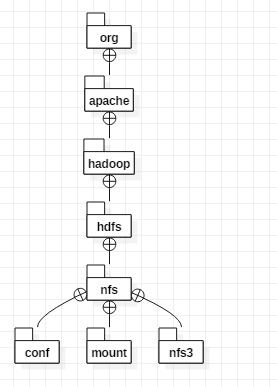 org
apache
hadoop
hdfs
nfs
conf
mount
nfs3